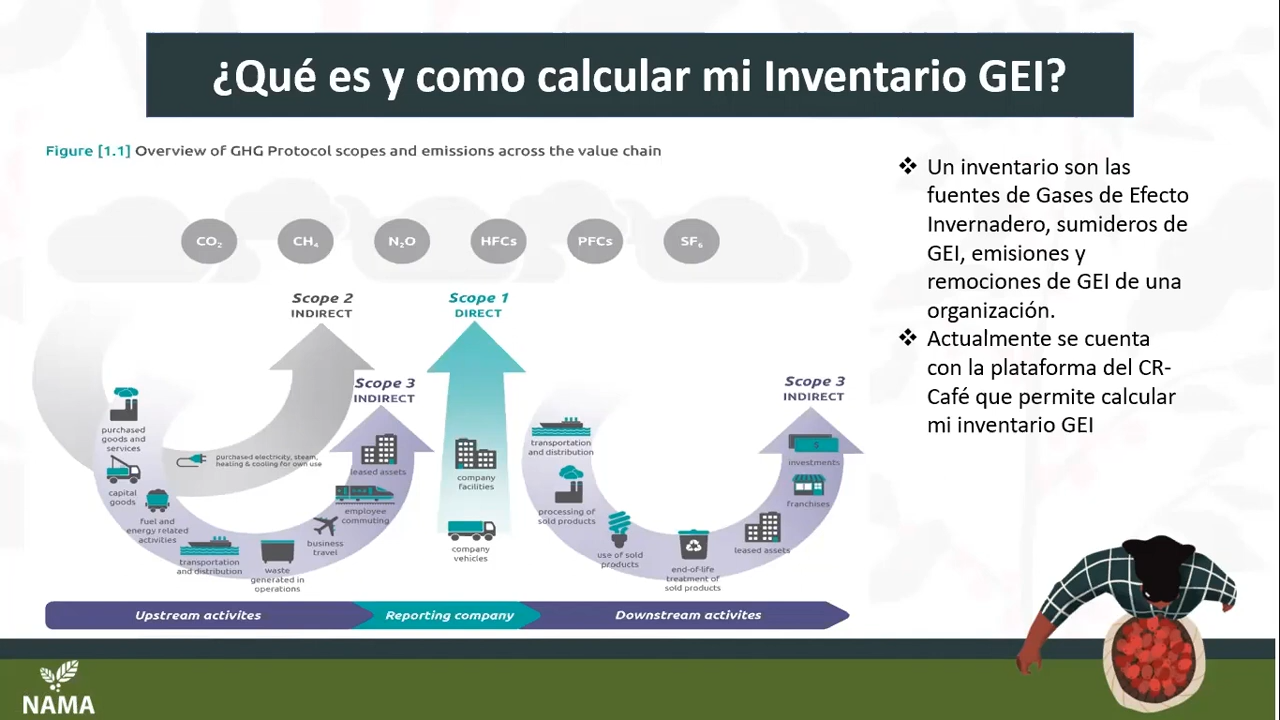 ¿Qué es y como calcular mi Inventario GEI?
Figure [1.1] Overview of GHG Protocol scopes and emissions across the value chain
CO₂
CH₄
N₂O
HFCs
PFCs
SF₆
Scope 2
INDIRECT
Scope 1
DIRECT
Scope 3
INDIRECT
Scope 3
INDIRECT
purchased
goods and
services
capital
goods
fuel and
energy related
activities
transportation
and distribution
waste
generated in
operations
business
travel
employee
commuting
leased assets
purchased electricity, steam,
heating & cooling for own use
company
facilities
company
vehicles
transportation
and distribution
processing of
sold products
use of sold
products
end-of-life
treatment of
sold products
leased assets
franchises
investments
$
Upstream activites
Reporting company
Downstream activites
❖ Un inventario son las
fuentes de Gases de Efecto
Invernadero, sumideros de
GEI, emisiones y
remociones de GEI de una
organización.
❖ Actualmente se cuenta
con la plataforma del CR-
Café que permite calcular
mi inventario GEI
NAMA